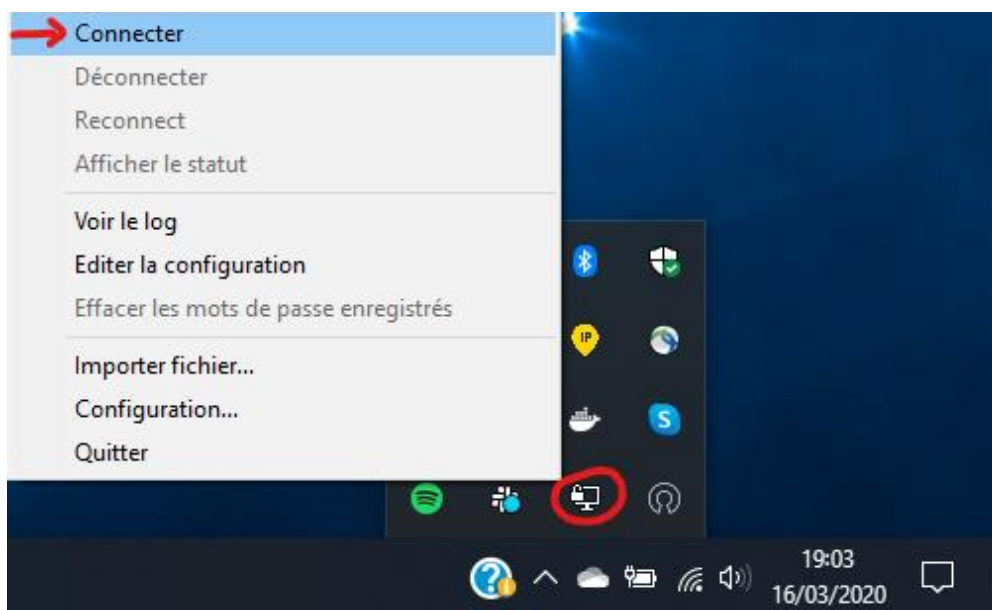 Connecter
Déconnecter
Reconnect
Afficher le statut
Voir le log
Editer la configuration
Effacer les mots de passe enregistrés
Importer fichier...
Configuration...
Quitter
IP
S
19:03
16/03/2020